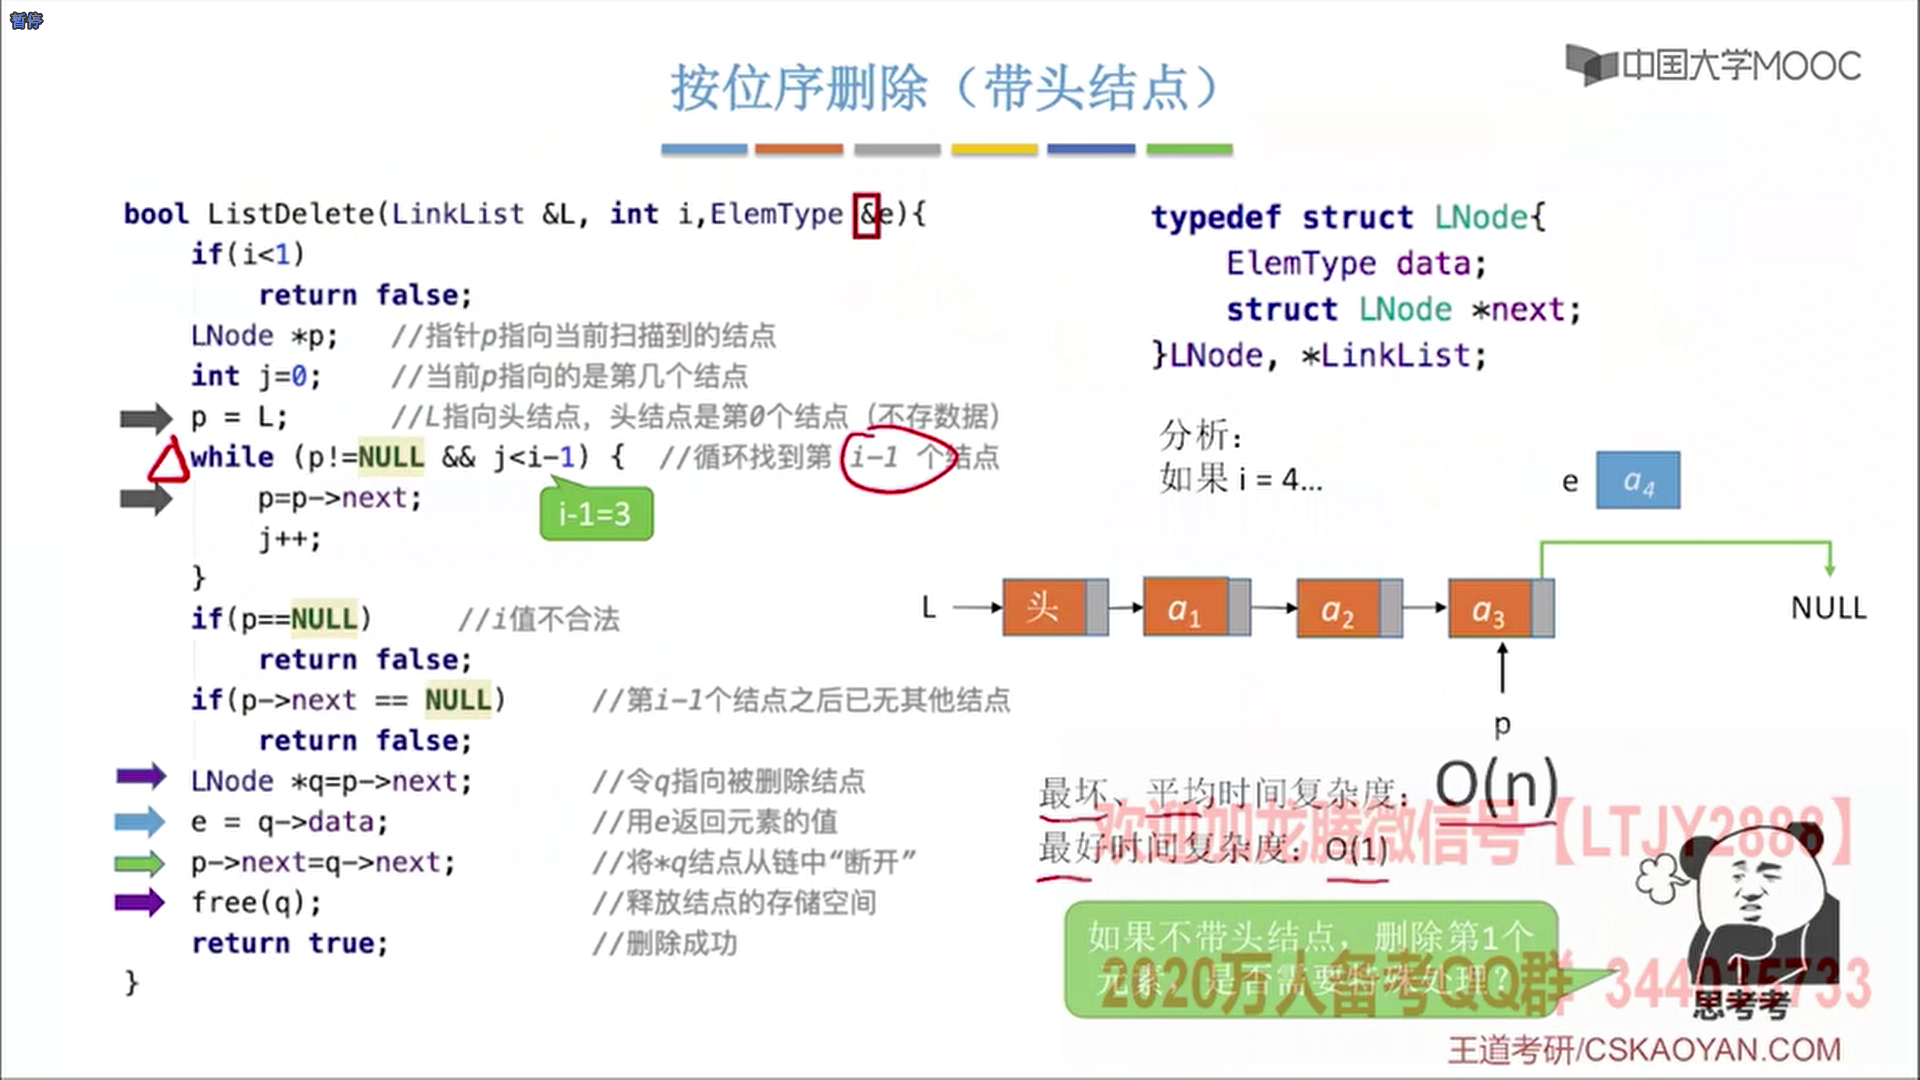 暂停
中国大学MOOC
按位序删除（带头结点）
bool ListDelete(LinkList &L, int i,ElemType &e){
if(i<1)
return false;
LNode *p; //指针p指向当前扫描到的结点
int j=0; //当前p指向的是第几个结点
p = L; //L指向头结点，头结点是第0个结点（不存数据）
while (p!=NULL && j<i-1) { //循环找到第 i-1 个结点
p=p->next;
i-1=3
j++;
}
if(p==NULL) //i值不合法
return false;
if(p->next == NULL) //第i-1个结点之后已无其他结点
return false;
LNode *q=p->next; //令q指向被删除结点
e = q->data; //用e返回元素的值
p->next=q->next; //将*q结点从链中“断开”
free(q); //释放结点的存储空间
return true; //删除成功
}
typedef struct LNode{
ElemType data;
struct LNode *next;
}LNode, *LinkList;
分析：
如果 i = 4...
e a4
L 头 a1 a2 a3 NULL
p
最坏、平均时间复杂度：O(n)
欢迎加龙腾微信号【LTJY2888】
最好时间复杂度：O(1)
如果不带头结点，删除第1个
元素，是否需要特殊处理？
2020万人备考QQ群 344035733
思考考
王道考研/CSKAOYAN.COM